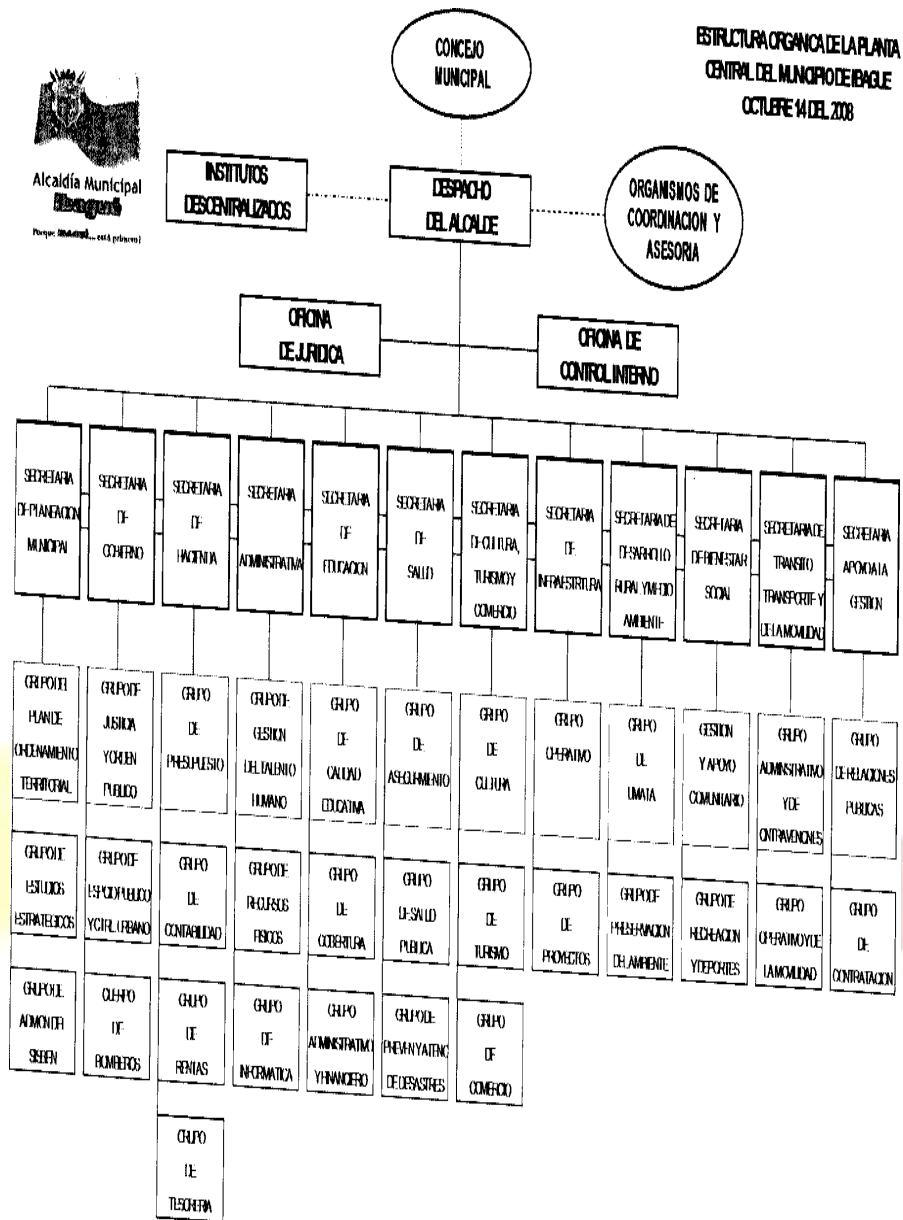 CONCEJO
MUNICIPAL
ESTRUCTURA ORGANICA DE LA PLANTA
CENTRAL DEL MUNICIPIO DE IBAGUE
OCTUBRE 14 DEL 2008
Alcaldía Municipal
Ibagué
Porque Ibagué... está primero!
INSTITUTOS
DESCENTRALIZADOS
DESPACHO
DEL ALCALDE
ORGANISMOS DE
COORDINACION Y
ASESORIA
OFICINA
DE JURIDICA
OFICINA DE
CONTROL INTERNO
SECRETARIA
DE PLANEACION
MUNICIPAL
SECRETARIA
DE
GOBIERNO
SECRETARIA
DE
HACIENDA
SECRETARIA
ADMINISTRATIVA
SECRETARIA
DE
EDUCACION
SECRETARIA
DE
SALUD
SECRETARIA
DE CULTURA,
TURISMO Y
COMERCIO
SECRETARIA
DE
INFRAESTRTURA
SECRETARIA DE
DESARROLLO
RURAL Y MEDIO
AMBIENTE
SECRETARIA
DE BIENESTAR
SOCIAL
SECRETARIA DE
TRANSITO
TRANSPORTE Y
DE LA MOVILIDAD
SECRETARIA
APOYO A LA
GESTION
GRUPO DEL
PLAN DE
ORDENAMIENTO
TERRITORIAL
GRUPO DE
JUSTICIA
Y ORDEN
PUBLICO
GRUPO
DE
PRESUPUESTO
GRUPO DE
GESTION
DEL TALENTO
HUMANO
GRUPO
DE
CALIDAD
EDUCATIVA
GRUPO
DE
ASEGURMIENTO
GRUPO
DE
CULTURA
GRUPO
OPERATIVO
GRUPO
DE
UMATA
GESTION
Y APOYO
COMUNITARIO
GRUPO
ADMINISTRATIVO
Y DE
CNTRAVENCINES
GRUPO
DE RELACIONES
PUBLICAS
GRUPO DE
ESTUDIOS
ESTRATEGICOS
GRUPO DE
ESPCIO PUBLICO
Y CTRL URBANO
GRUPO
DE
CONTABILIDAD
GRUPO DE
RECURSOS
FISICOS
GRUPO
DE
COBERTURA
GRUPO
DE SALUD
PUBLICA
GRUPO
DE
TURISMO
GRUPO
DE
PROYECTOS
GRUPO DE
PRESERVACION
DEL AMBIENTE
GRUPO DE
RECREACION
Y DEPORTES
GRUPO
OPERATIVO Y DE
LA MOVILIDAD
GRUPO
DE
CONTRATACION
GRUPO DE
ADMON DEL
SISBEN
CUERPO
DE
BOMBEROS
GRUPO
DE
RENTAS
GRUPO
DE
INFORMATICA
GRUPO
ADMINISTRATIVO
Y FINANCIERO
GRUPO DE
PREVEN Y ATENC
DE DESASTRES
GRUPO
DE
COMERCIO
GRUPO
DE
TESORERIA